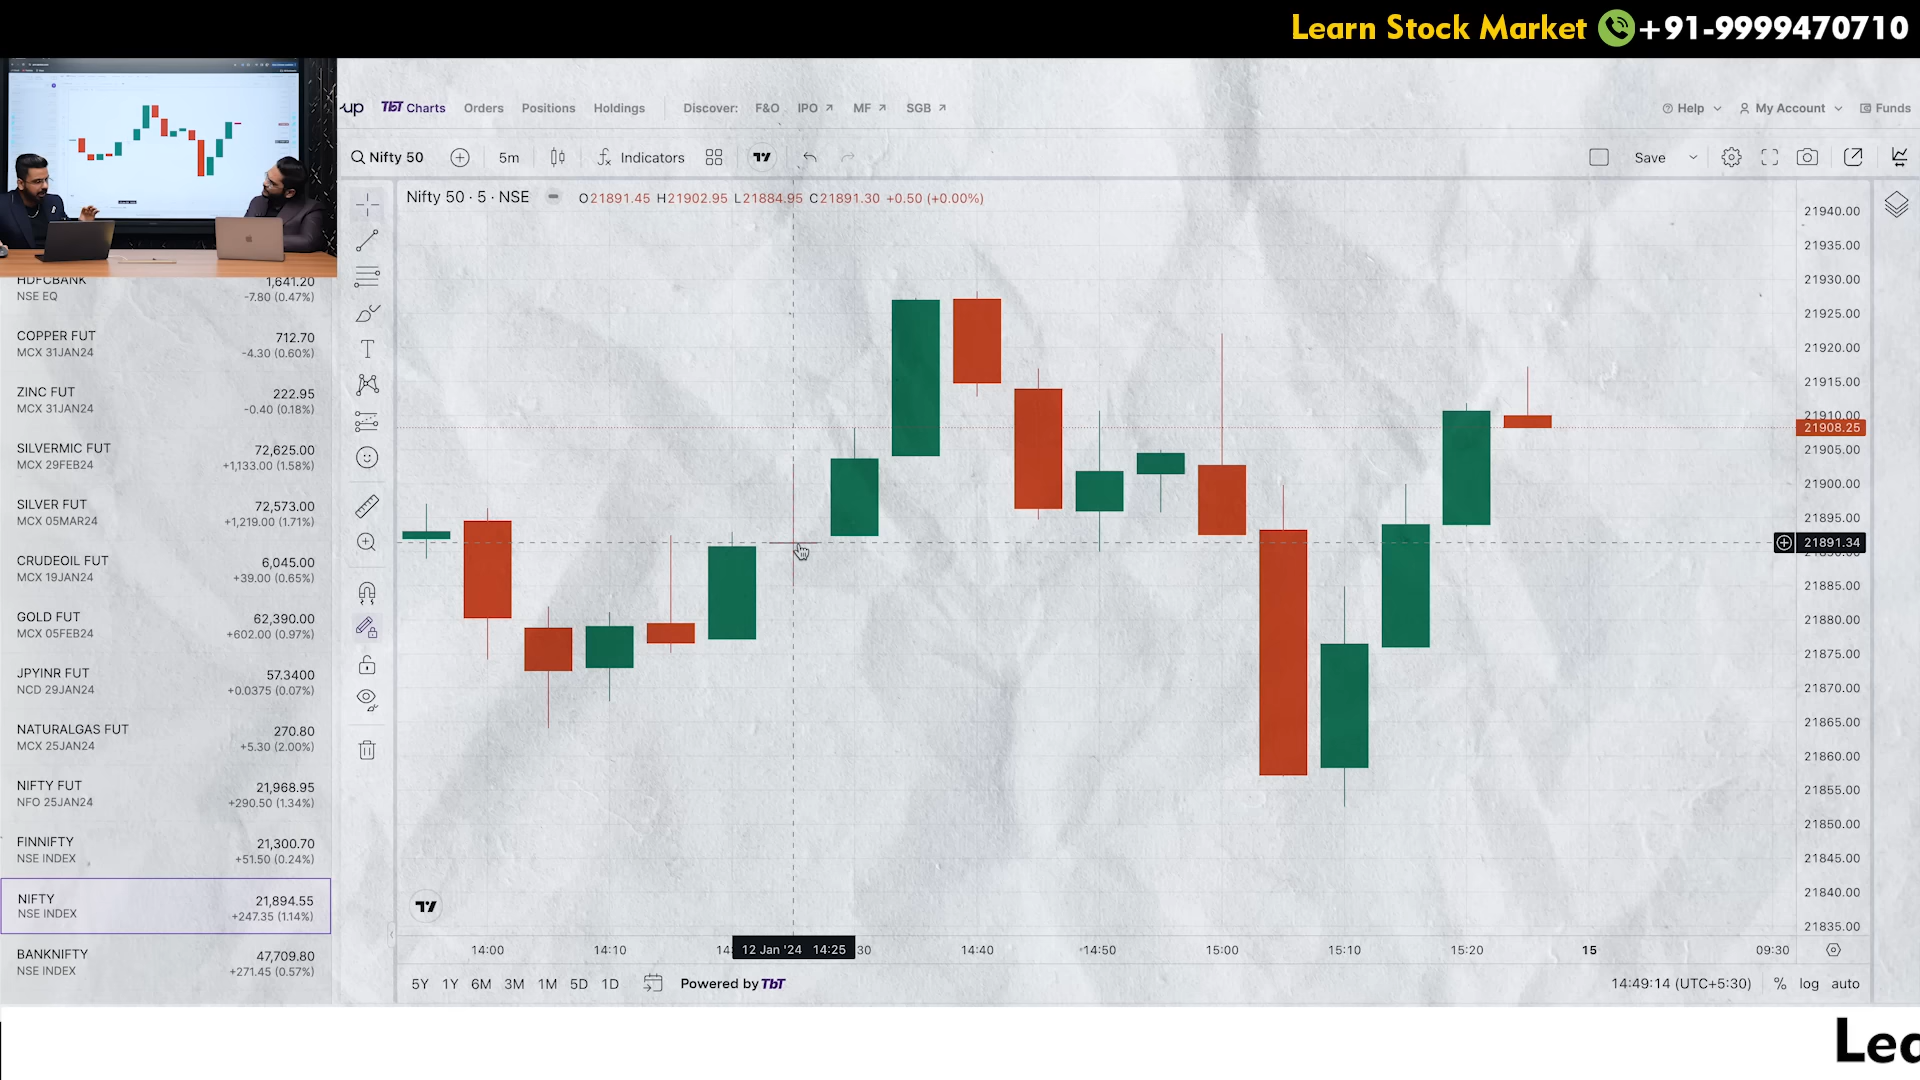 Learn Stock Market +91-9999470710
up TbT Charts Orders Positions Holdings Discover: F&O IPO MF SGB Help My Account Funds
Nifty 50 5m Indicators Save
Nifty 50 · 5 · NSE O21891.45 H21902.95 L21884.95 C21891.30 +0.50 (+0.00%)
HDFCBANK 1,641.20
NSE EQ -7.80 (0.47%)
COPPER FUT 712.70
MCX 31JAN24 -4.30 (0.60%)
ZINC FUT 222.95
MCX 31JAN24 -0.40 (0.18%)
SILVERMIC FUT 72,625.00
MCX 29FEB24 +1,133.00 (1.58%)
SILVER FUT 72,573.00
MCX 05MAR24 +1,219.00 (1.71%)
CRUDEOIL FUT 6,045.00
MCX 19JAN24 +39.00 (0.65%)
GOLD FUT 62,390.00
MCX 05FEB24 +602.00 (0.97%)
JPYINR FUT 57.3400
NCD 29JAN24 +0.0375 (0.07%)
NATURALGAS FUT 270.80
MCX 25JAN24 +5.30 (2.00%)
NIFTY FUT 21,968.95
NFO 25JAN24 +290.50 (1.34%)
FINNIFTY 21,300.70
NSE INDEX +51.50 (0.24%)
NIFTY 21,894.55
NSE INDEX +247.35 (1.14%)
BANKNIFTY 47,709.80
NSE INDEX +271.45 (0.57%)
21940.00
21935.00
21930.00
21925.00
21920.00
21915.00
21910.00
21908.25
21905.00
21900.00
21895.00
21891.34
21890.00
21885.00
21880.00
21875.00
21870.00
21865.00
21860.00
21855.00
21850.00
21845.00
21840.00
21835.00
14:00 14:10 14: 12 Jan '24 14:25 30 14:40 14:50 15:00 15:10 15:20 15 09:30
5Y 1Y 6M 3M 1M 5D 1D Powered by TbT 14:49:14 (UTC+5:30) % log auto
Lea